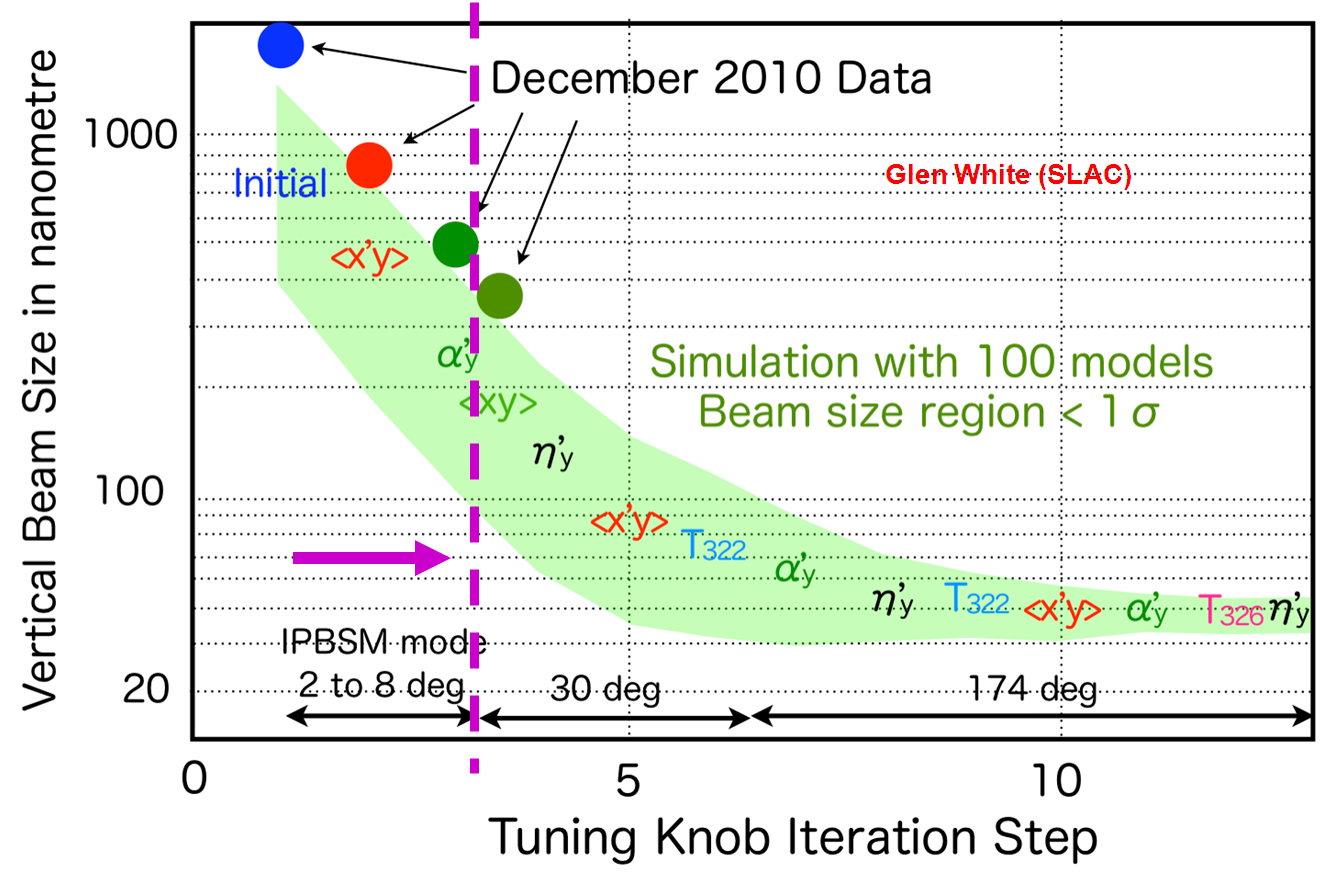 Vertical Beam Size in nanometre
1000
100
20
December 2010 Data
Glen White (SLAC)
Initial
<x'y>
α'y
<xy>
η'y
Simulation with 100 models
Beam size region < 1σ
<x'y>
T322
α'y
η'y
T322
<x'y>
α'y
T326
η'y
IPBSM mode
2 to 8 deg
30 deg
174 deg
0
5
10
Tuning Knob Iteration Step